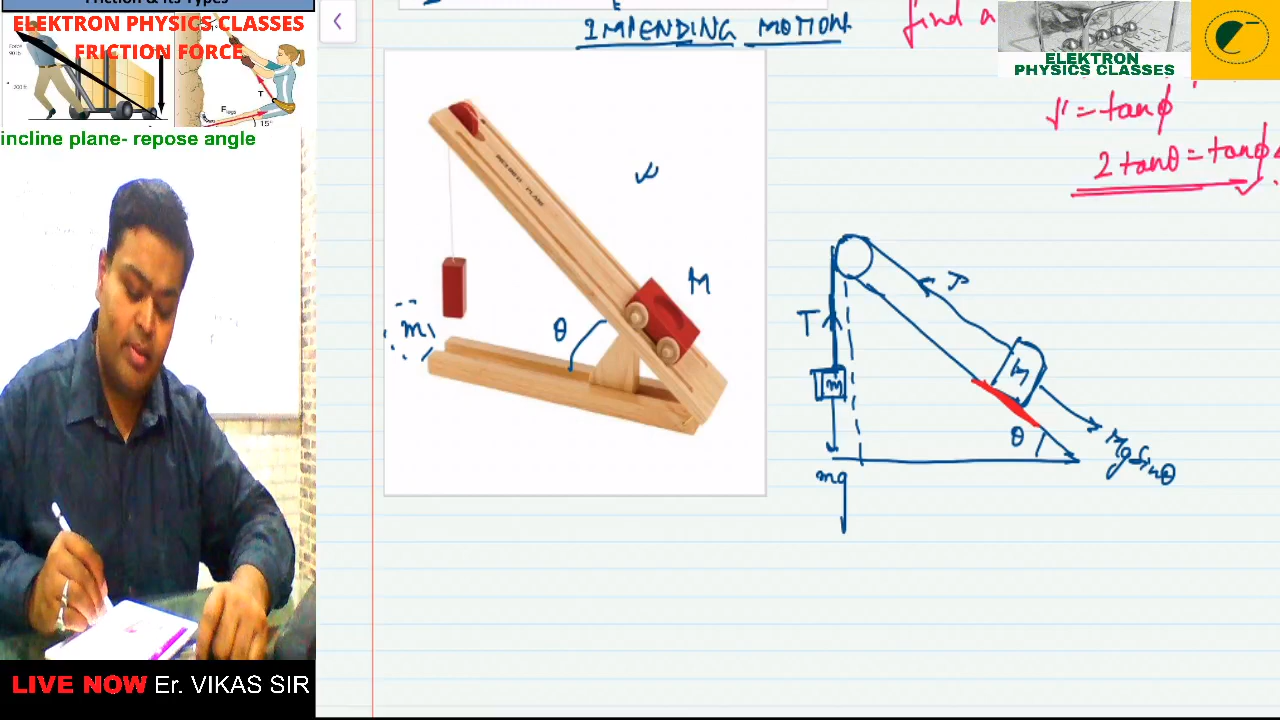 Friction & its Types
ELEKTRON PHYSICS CLASSES
FRICTION FORCE
T
15°
incline plane- repose angle
LIVE NOW Er. VIKAS SIR
IMPENDING MOTION
find a
ELEKTRON
PHYSICS CLASSES
μ = tanϕ
2 tanθ = tanϕ
μ
M
θ
m
T
T
M
m
θ
mg
Mg sinθ